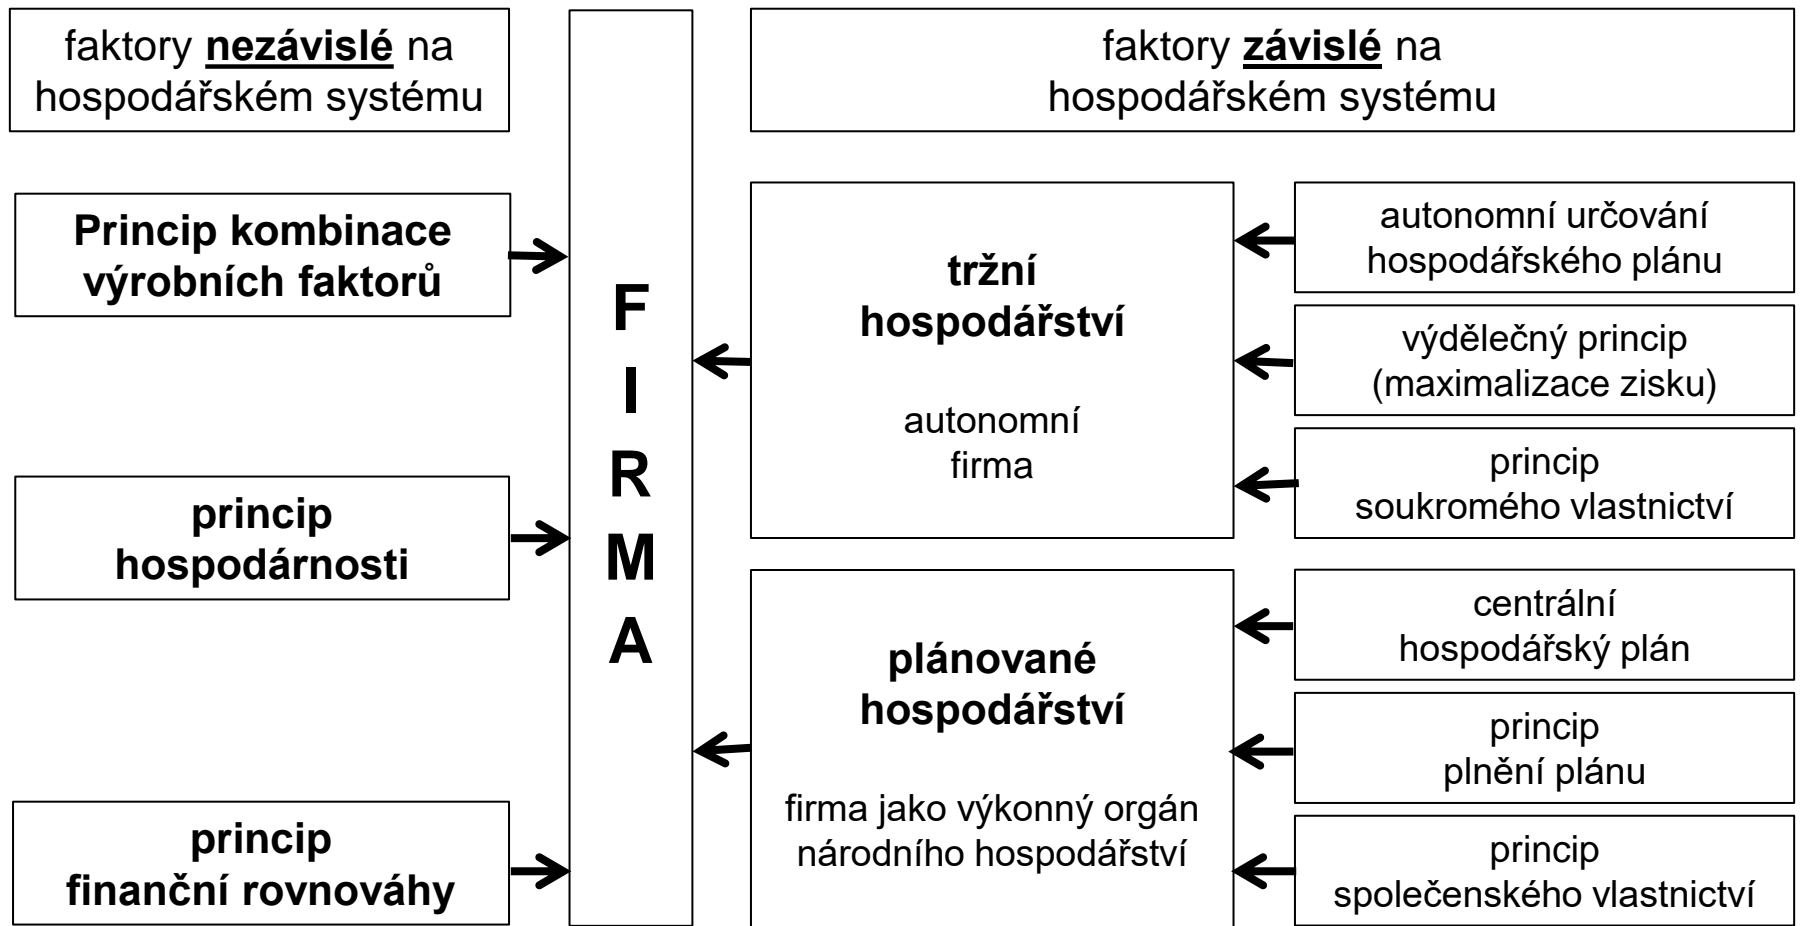 faktory nezávislé na
hospodářském systému
faktory závislé na
hospodářském systému
Princip kombinace
výrobních faktorů
princip
hospodárnosti
princip
finanční rovnováhy
F
I
R
M
A
tržní
hospodářství
autonomní
firma
autonomní určování
hospodářského plánu
výdělečný princip
(maximalizace zisku)
princip
soukromého vlastnictví
plánované
hospodářství
firma jako výkonný orgán
národního hospodářství
centrální
hospodářský plán
princip
plnění plánu
princip
společenského vlastnictví